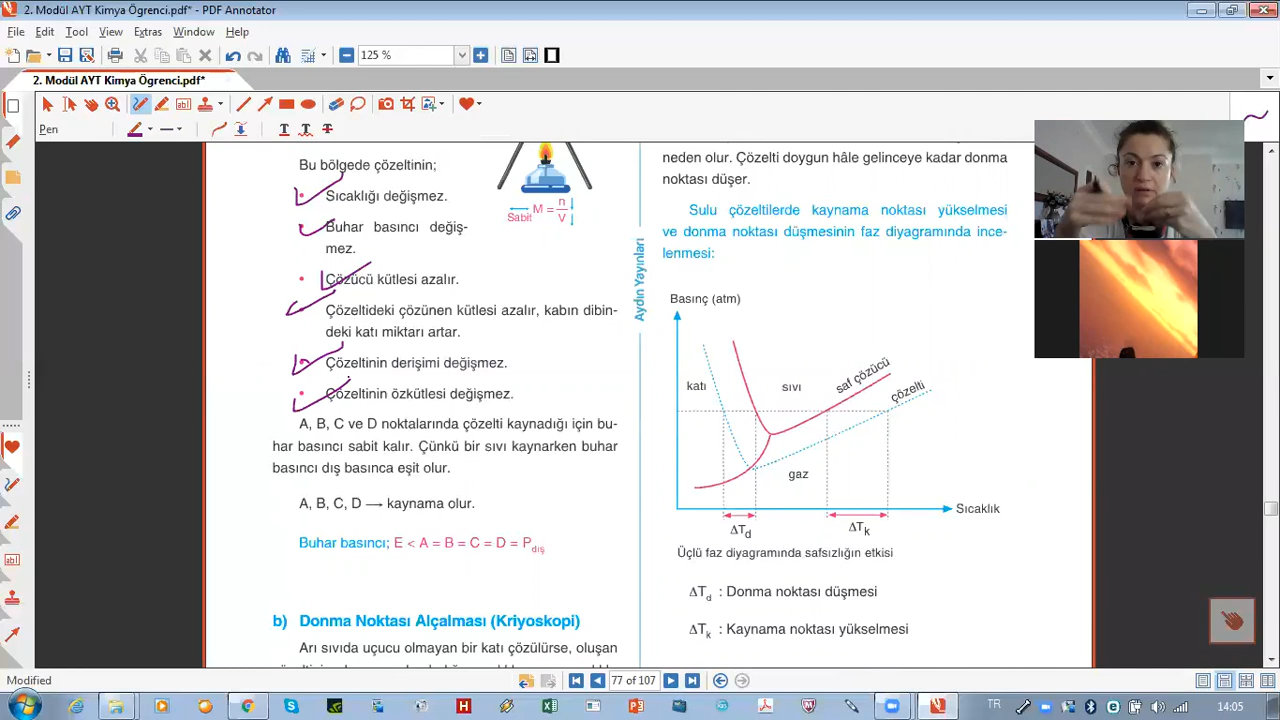 2. Modül AYT Kimya Ögrenci.pdf* - PDF Annotator
File Edit Tool View Extras Window Help
125 %
2. Modül AYT Kimya Ögrenci.pdf*
Pen
Bu bölgede çözeltinin;
Sıcaklığı değişmez.
Buhar basıncı değiş-
mez.
Çözücü kütlesi azalır.
Çözeltideki çözünen kütlesi azalır, kabın dibin-
deki katı miktarı artar.
Çözeltinin derişimi değişmez.
Çözeltinin özkütlesi değişmez.
Sabit M = n/V
A, B, C ve D noktalarında çözelti kaynadığı için bu-
har basıncı sabit kalır. Çünkü bir sıvı kaynarken buhar
basıncı dış basınca eşit olur.
A, B, C, D → kaynama olur.
Buhar basıncı; E < A = B = C = D = Pdış
b) Donma Noktası Alçalması (Kriyoskopi)
Arı sıvıda uçucu olmayan bir katı çözülürse, oluşan
Aydın Yayınları
neden olur. Çözelti doygun hâle gelinceye kadar donma
noktası düşer.
Sulu çözeltilerde kaynama noktası yükselmesi
ve donma noktası düşmesinin faz diyagramında ince-
lenmesi:
Basınç (atm)
katı
sıvı
saf çözücü
çözelti
gaz
Sıcaklık
ΔTd
ΔTk
Üçlü faz diyagramında safsızlığın etkisi
ΔTd : Donma noktası düşmesi
ΔTk : Kaynama noktası yükselmesi
Modified
77 of 107
TR
14:05